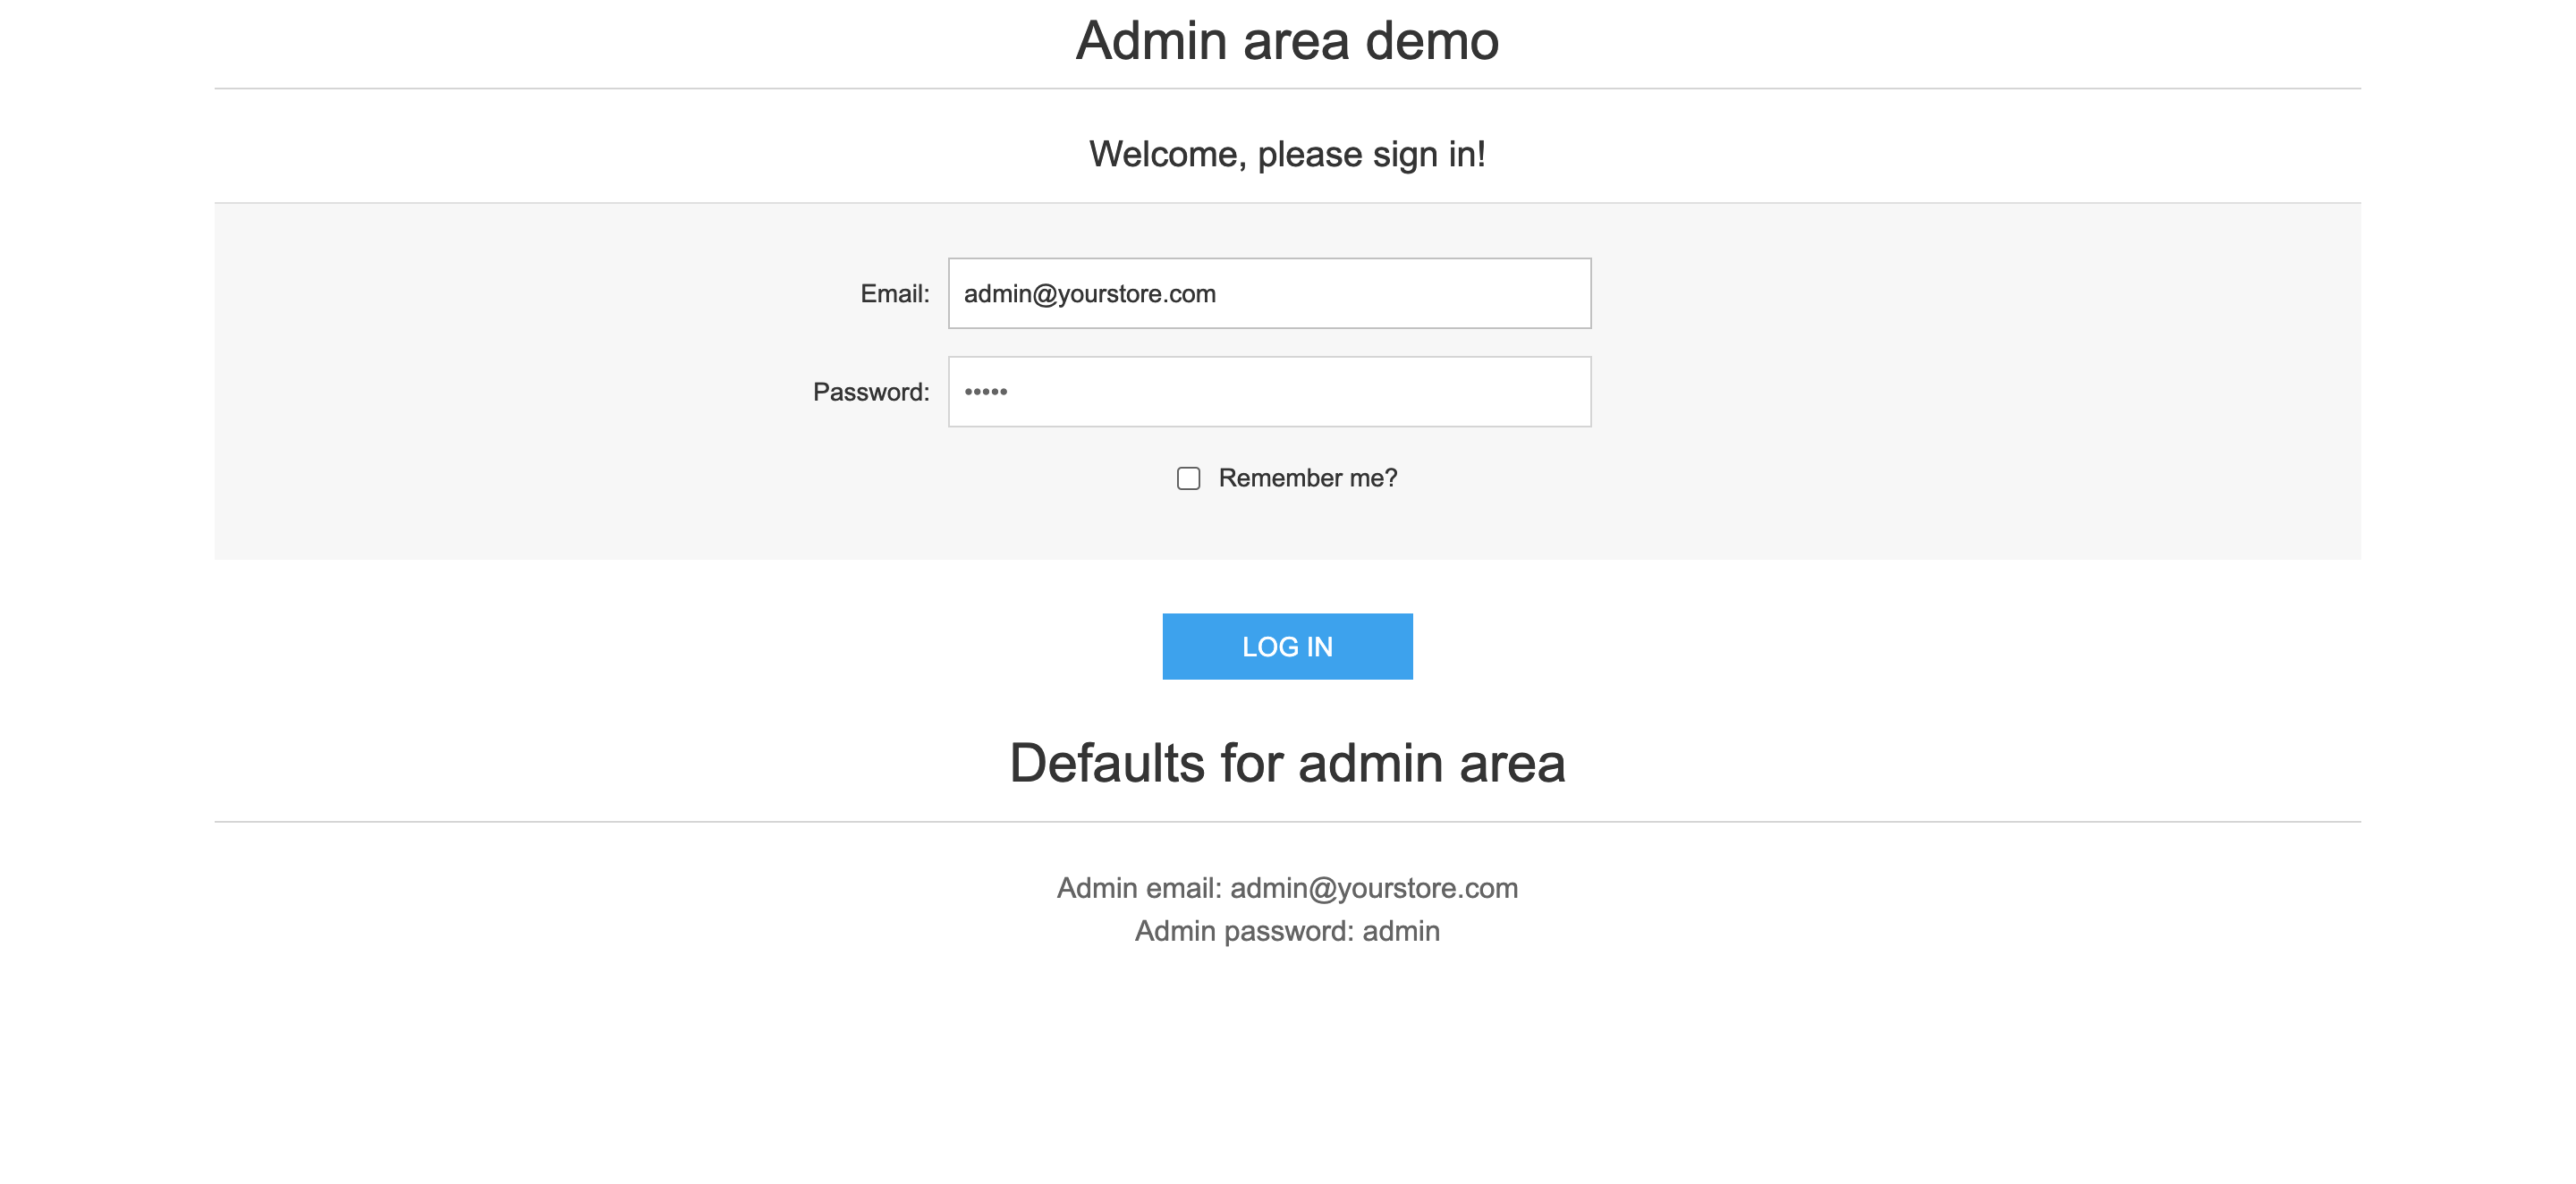 Admin area demo
Welcome, please sign in!
Email: admin@yourstore.com
Password: •••••
Remember me?
LOG IN
Defaults for admin area
Admin email: admin@yourstore.com
Admin password: admin